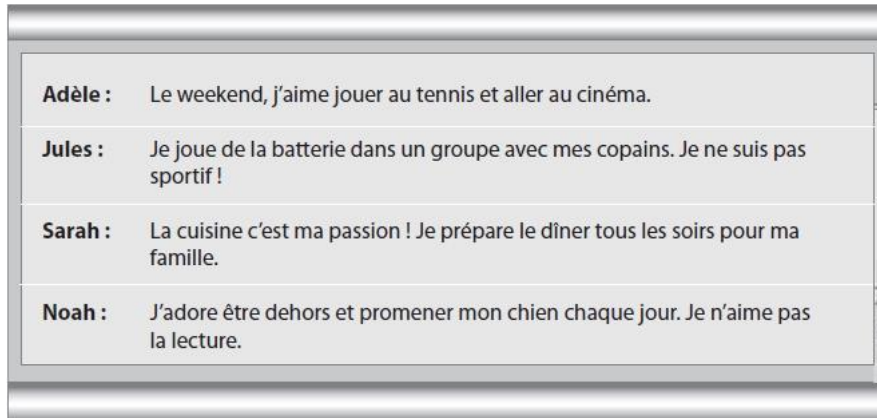 Adèle : Le weekend, j'aime jouer au tennis et aller au cinéma.
Jules : Je joue de la batterie dans un groupe avec mes copains. Je ne suis pas
sportif !
Sarah : La cuisine c'est ma passion ! Je prépare le dîner tous les soirs pour ma
famille.
Noah : J'adore être dehors et promener mon chien chaque jour. Je n'aime pas
la lecture.